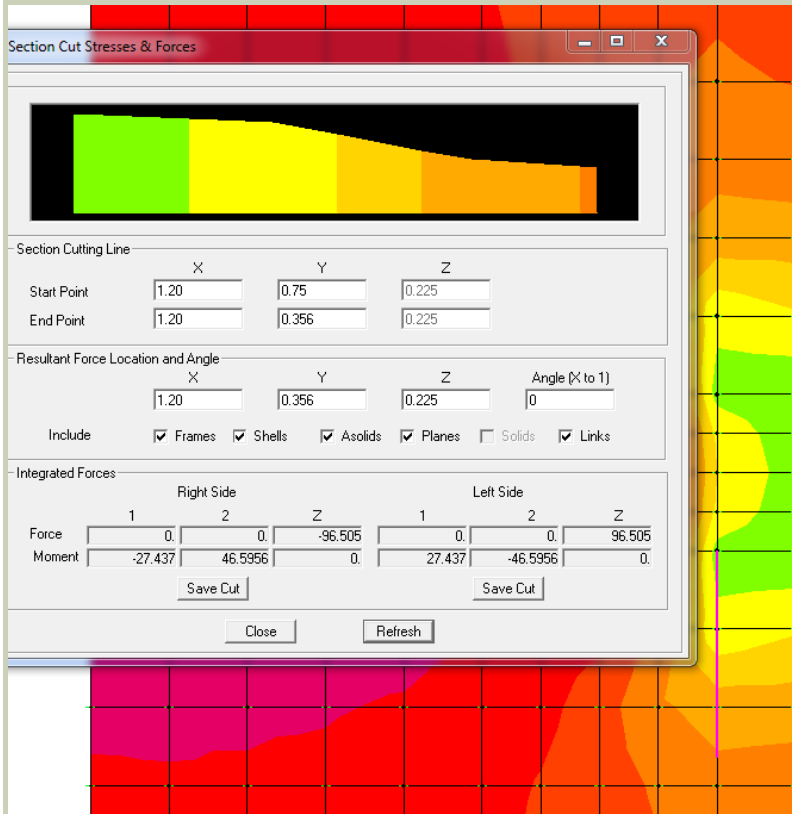 Section Cut Stresses & Forces
Section Cutting Line
X Y Z
Start Point 1.20 0.75 0.225
End Point 1.20 0.356 0.225
Resultant Force Location and Angle
X Y Z Angle (X to 1)
1.20 0.356 0.225 0
Include Frames Shells Asolids Planes Solids Links
Integrated Forces
Right Side Left Side
1 2 Z 1 2 Z
Force 0. 0. -96.505 0. 0. 96.505
Moment -27.437 46.5956 0. 27.437 -46.5956 0.
Save Cut Save Cut
Close Refresh